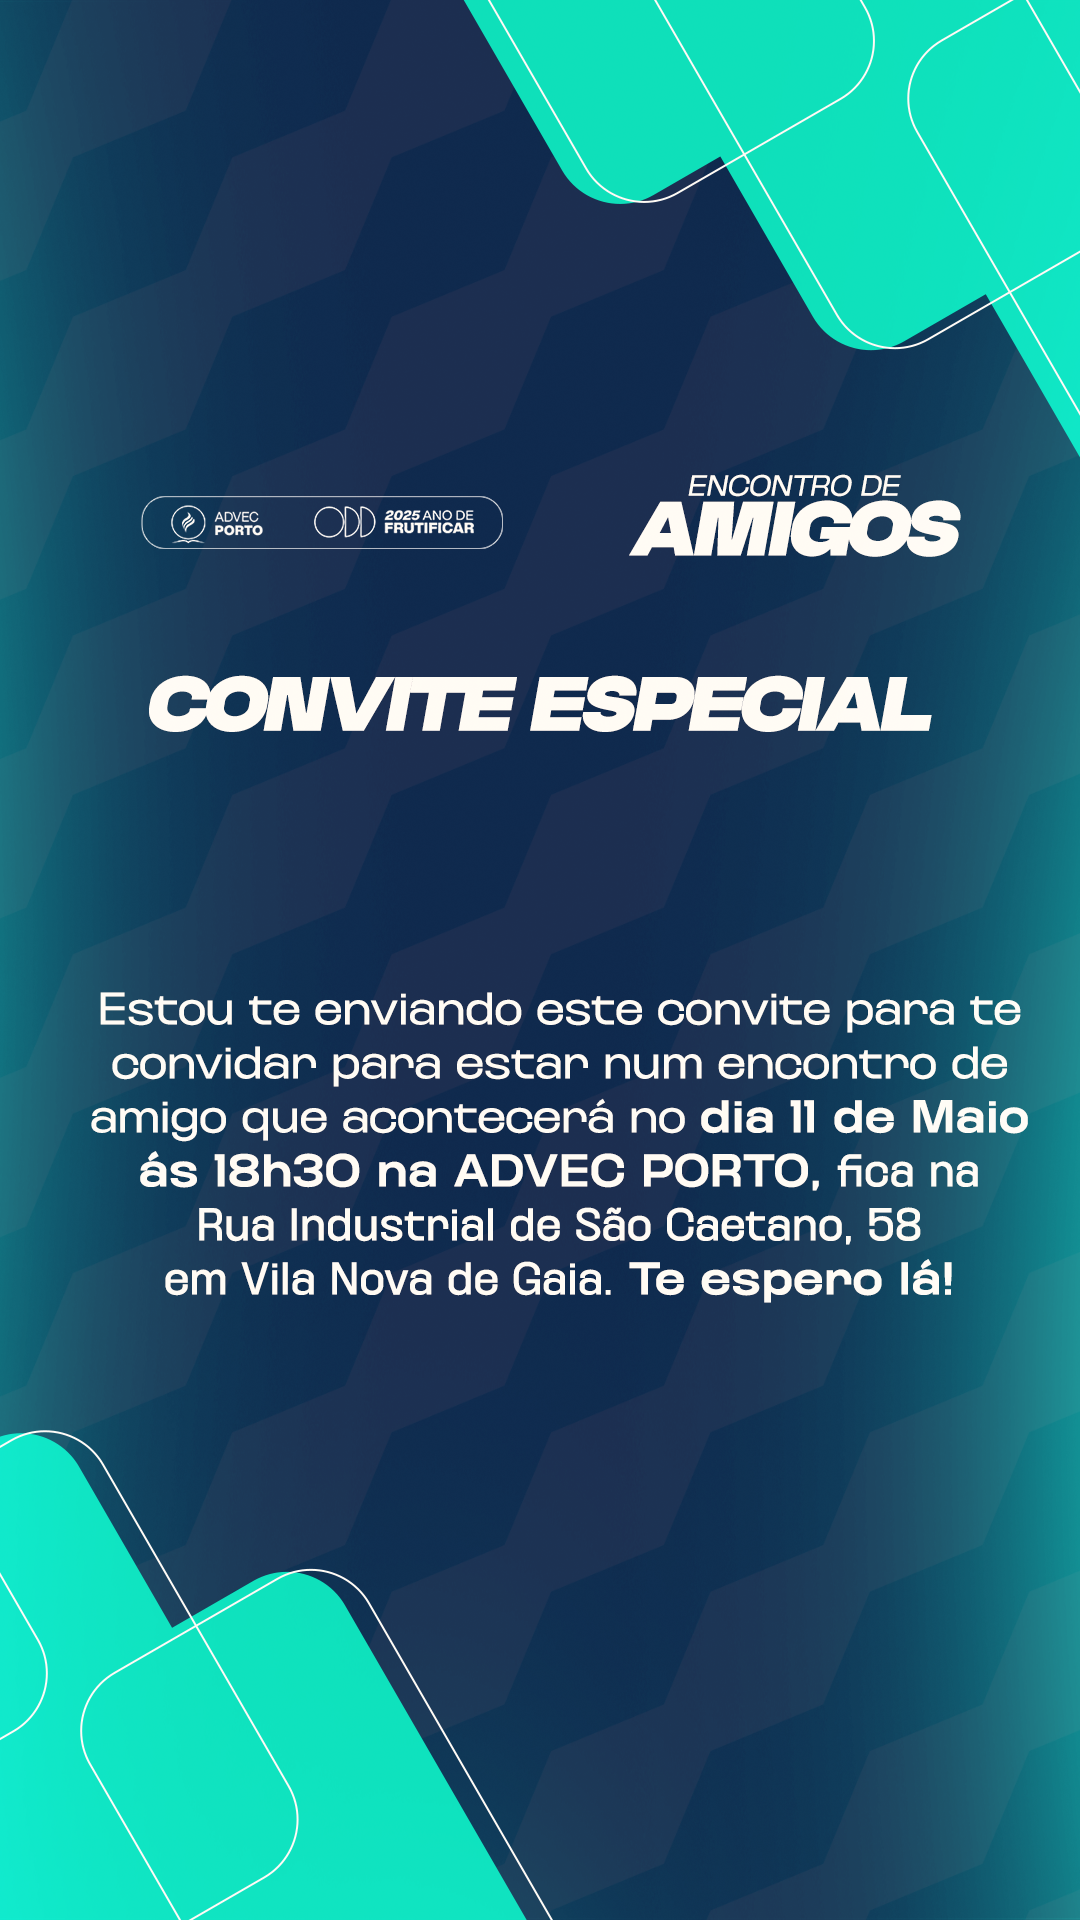 ENCONTRO DE
AMIGOS
ADVEC
PORTO
2025 ANO DE
FRUTIFICAR
CONVITE ESPECIAL
Estou te enviando este convite para te
convidar para estar num encontro de
amigo que acontecerá no dia 11 de Maio
ás 18h30 na ADVEC PORTO, fica na
Rua Industrial de São Caetano, 58
em Vila Nova de Gaia. Te espero lá!